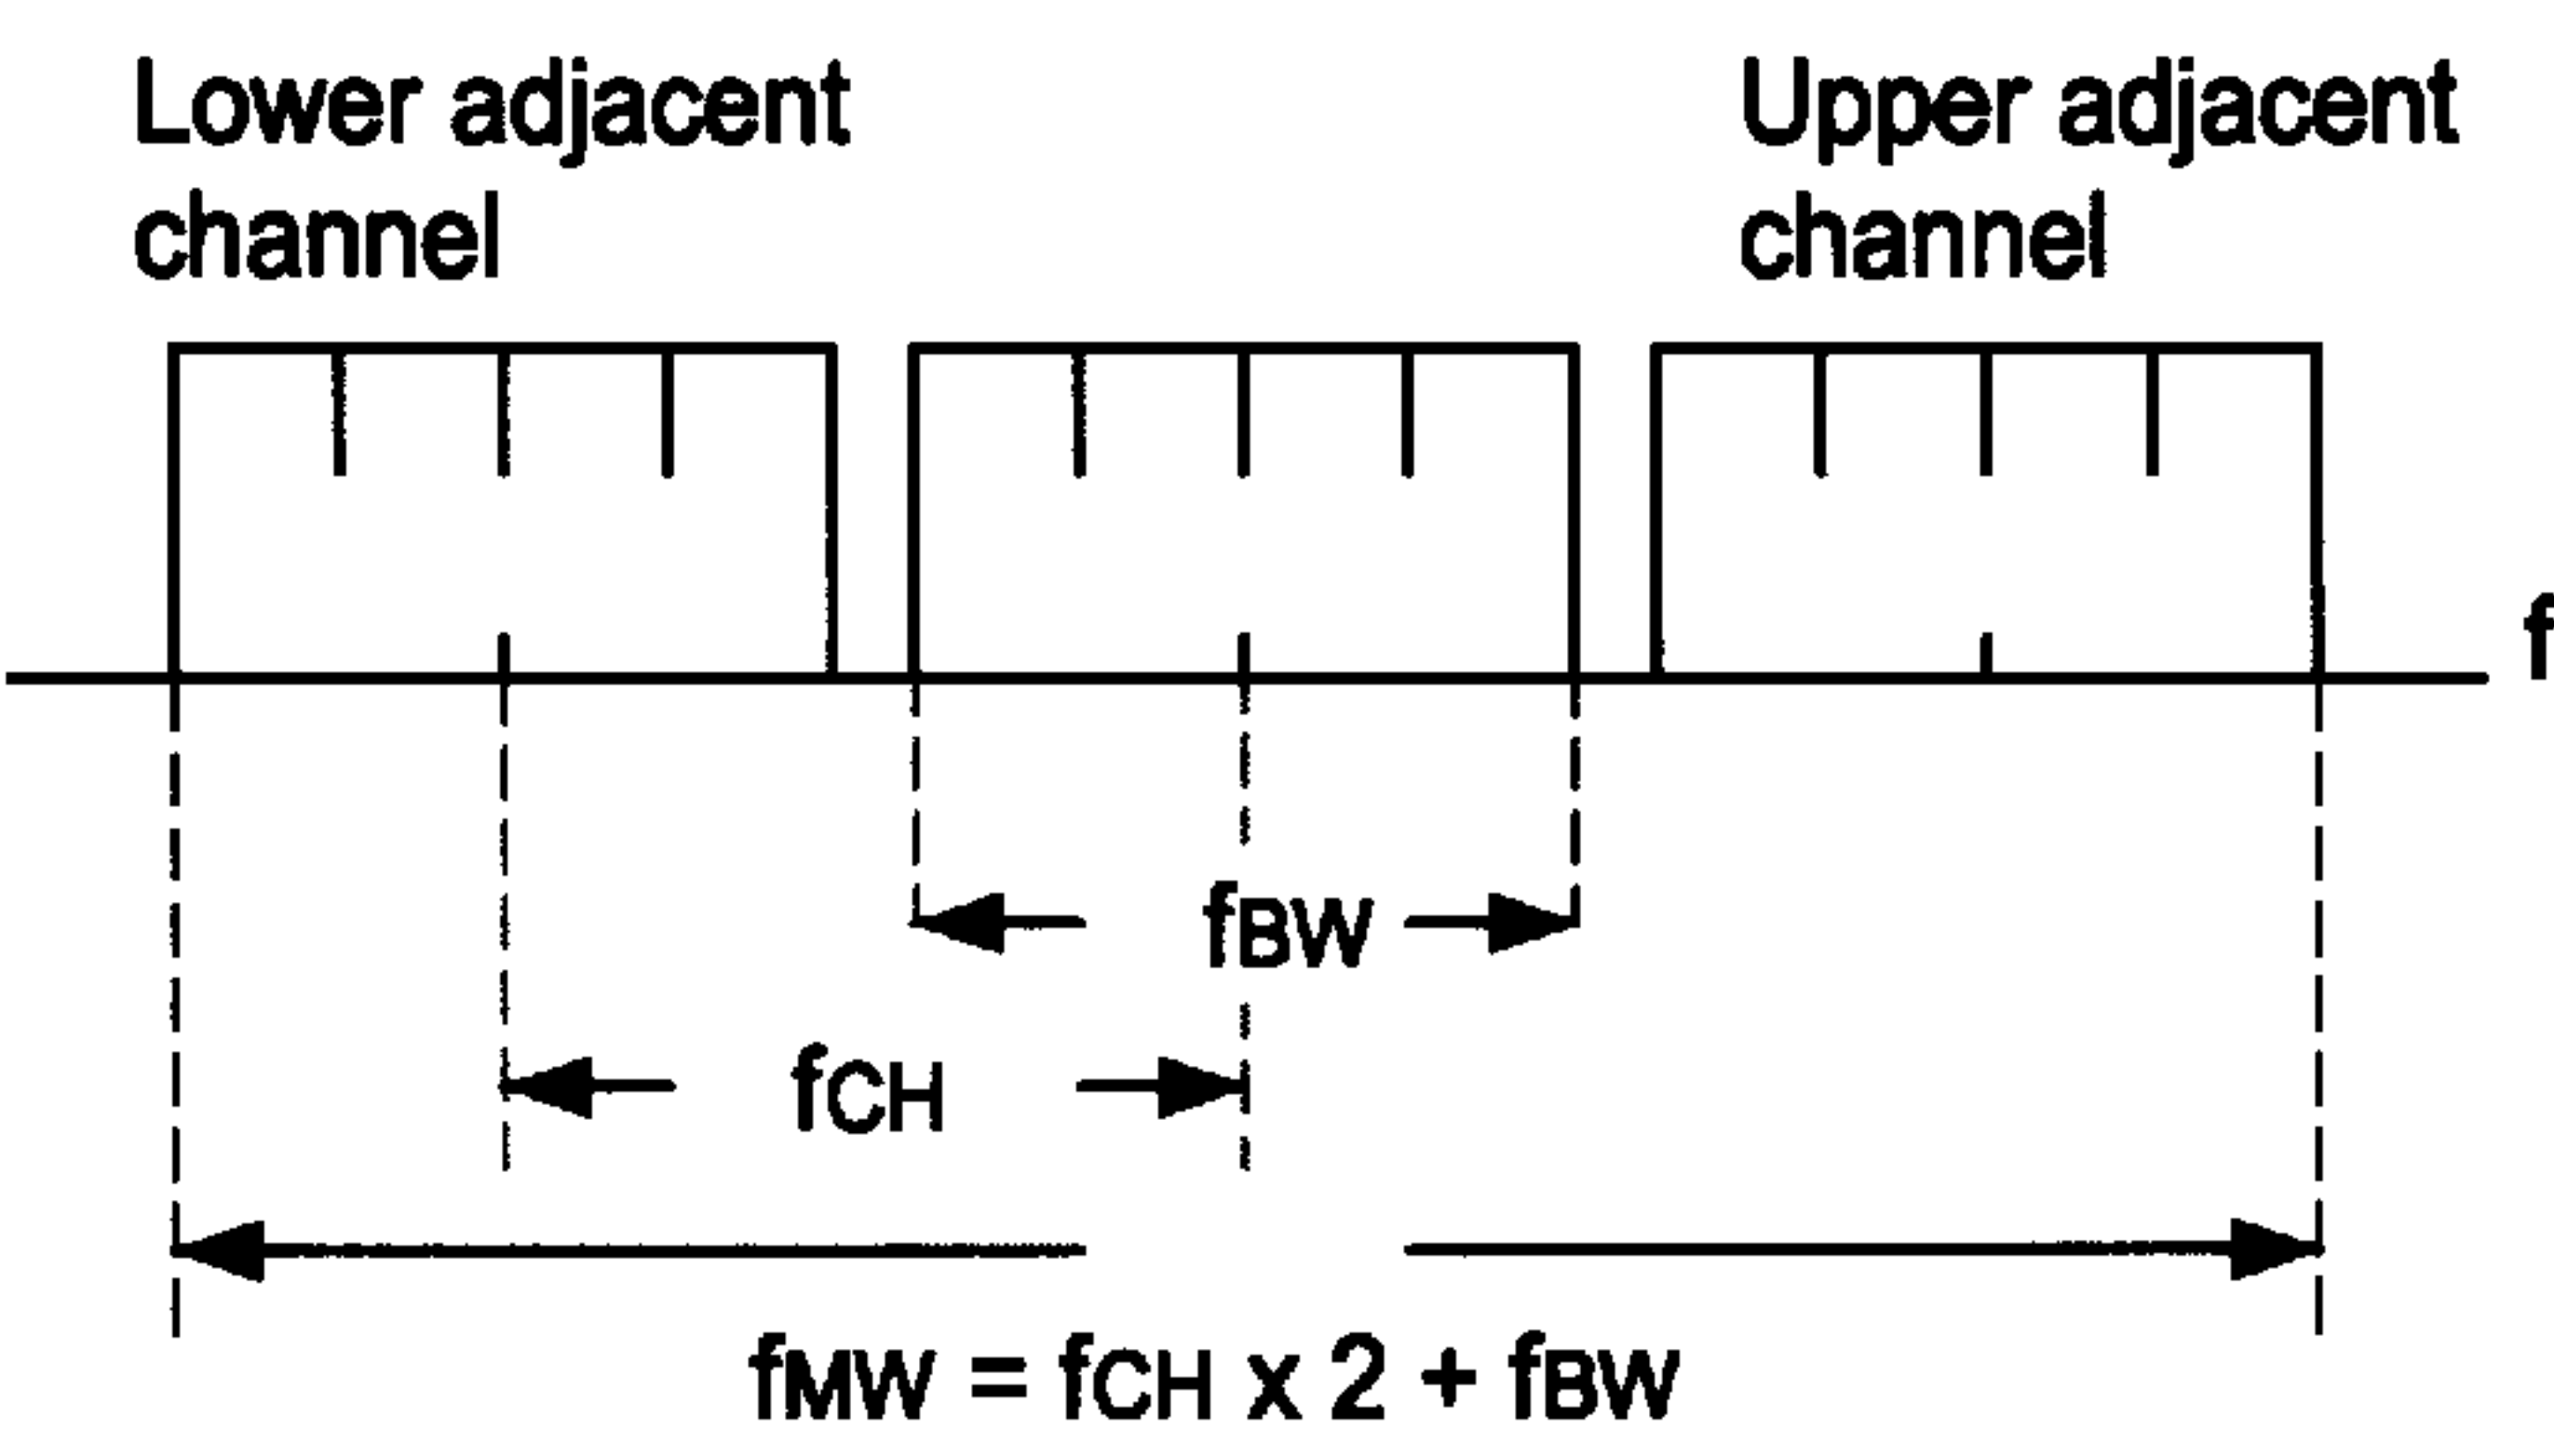 Lower adjacent
channel
Upper adjacent
channel
f
fBW
fCH
fMW = fCH x 2 + fBW